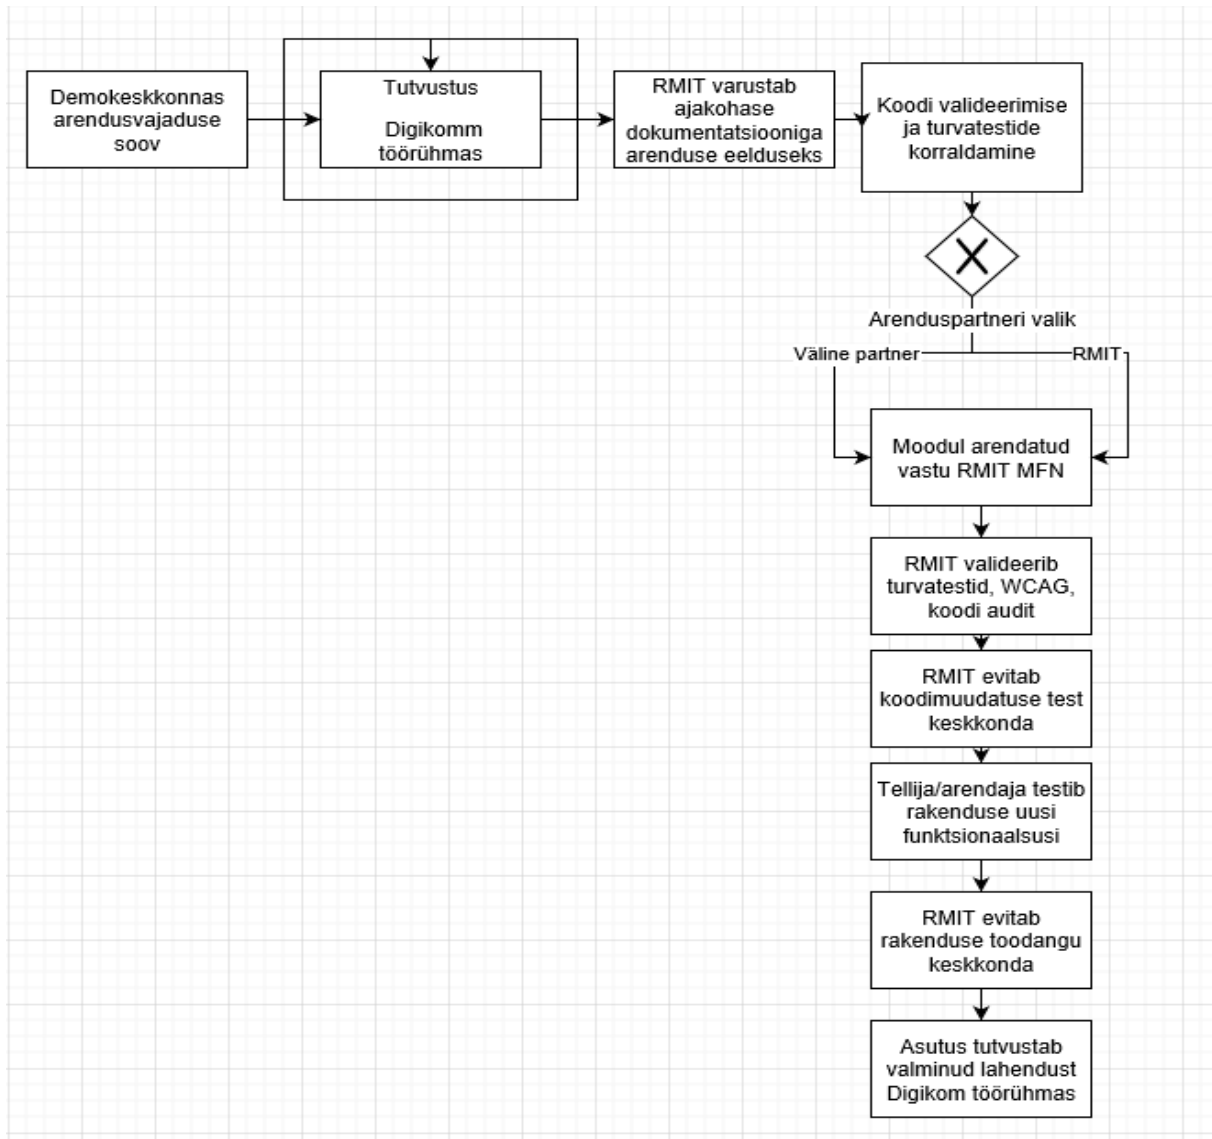 Demokeskkonnas
arendusvajaduse
soov
Tutvustus
Digikomm
töörühmas
RMIT varustab
ajakohase
dokumentatsiooniga
arenduse eelduseks
Koodi valideerimise
ja turvatestide
korraldamine
Arenduspartneri valik
Väline partner
RMIT
Moodul arendatud
vastu RMIT MFN
RMIT valideerib
turvatestid, WCAG,
koodi audit
RMIT evitab
koodimuudatuse test
keskkonda
Tellija/arendaja testib
rakenduse uusi
funktsionaalsusi
RMIT evitab
rakenduse toodangu
keskkonda
Asutus tutvustab
valminud lahendust
Digikom töörühmas